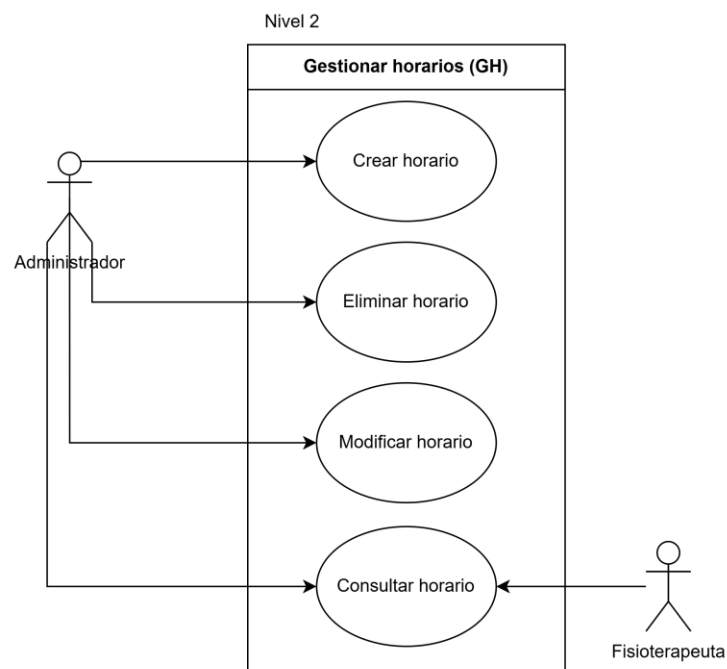 Nivel 2
Gestionar horarios (GH)
Crear horario
Administrador
Eliminar horario
Modificar horario
Consultar horario
Fisioterapeuta